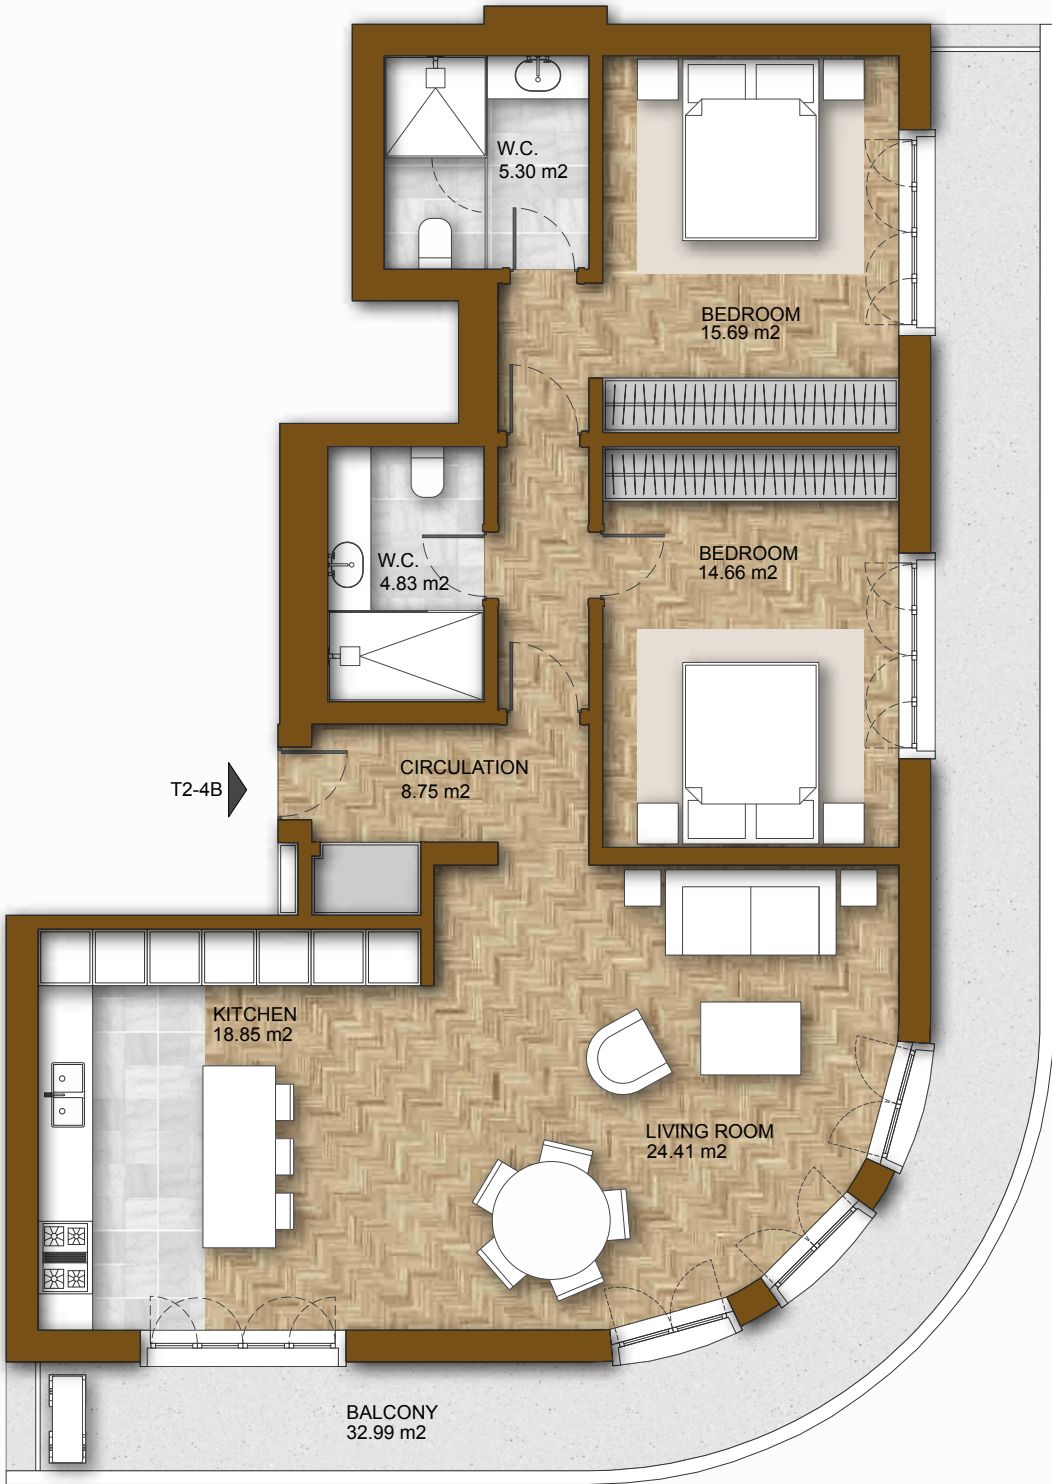 W.C.
5.30 m2
BEDROOM
15.69 m2
BEDROOM
14.66 m2
W.C.
4.83 m2
CIRCULATION
8.75 m2
T2-4B
KITCHEN
18.85 m2
LIVING ROOM
24.41 m2
BALCONY
32.99 m2